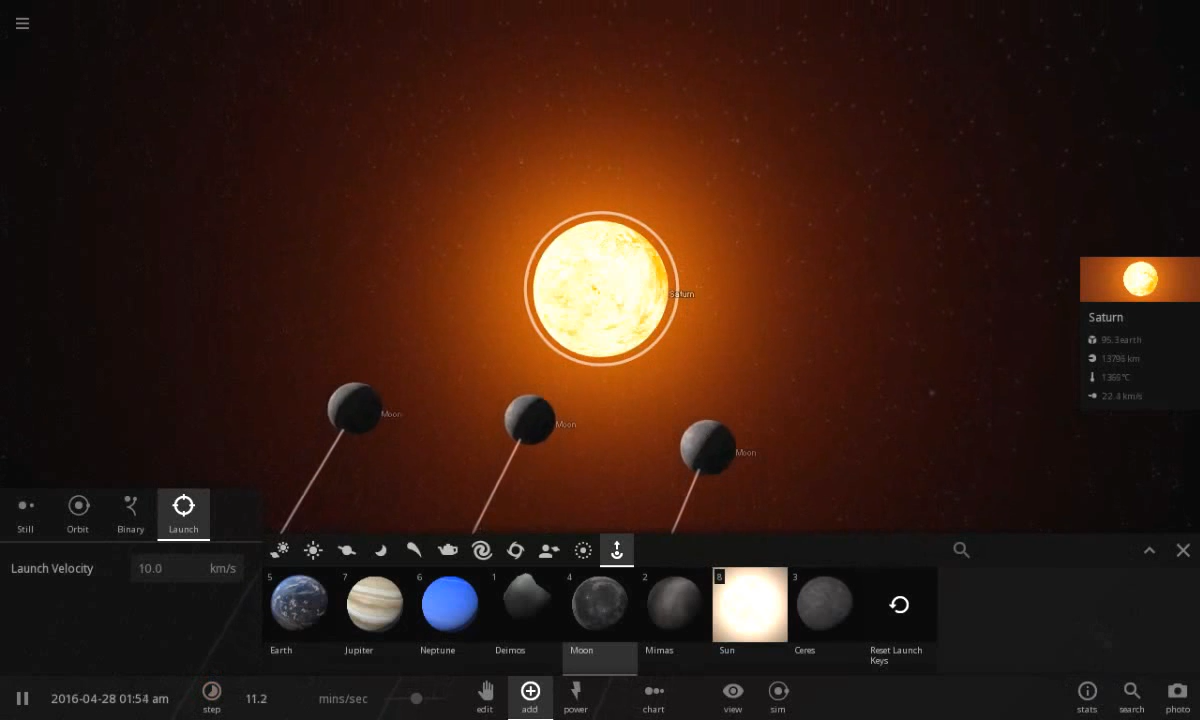 Saturn
Saturn
95.3 earth
13796 km
1366°C
22.4 km/s
Moon
Moon
Moon
Still
Orbit
Binary
Launch
Launch Velocity
10.0
km/s
5
7
6
1
4
2
8
3
Earth
Jupiter
Neptune
Deimos
Moon
Mimas
Sun
Ceres
Reset Launch
Keys
2016-04-28 01:54 am
step
11.2
mins/sec
edit
add
power
chart
view
sim
stats
search
photo